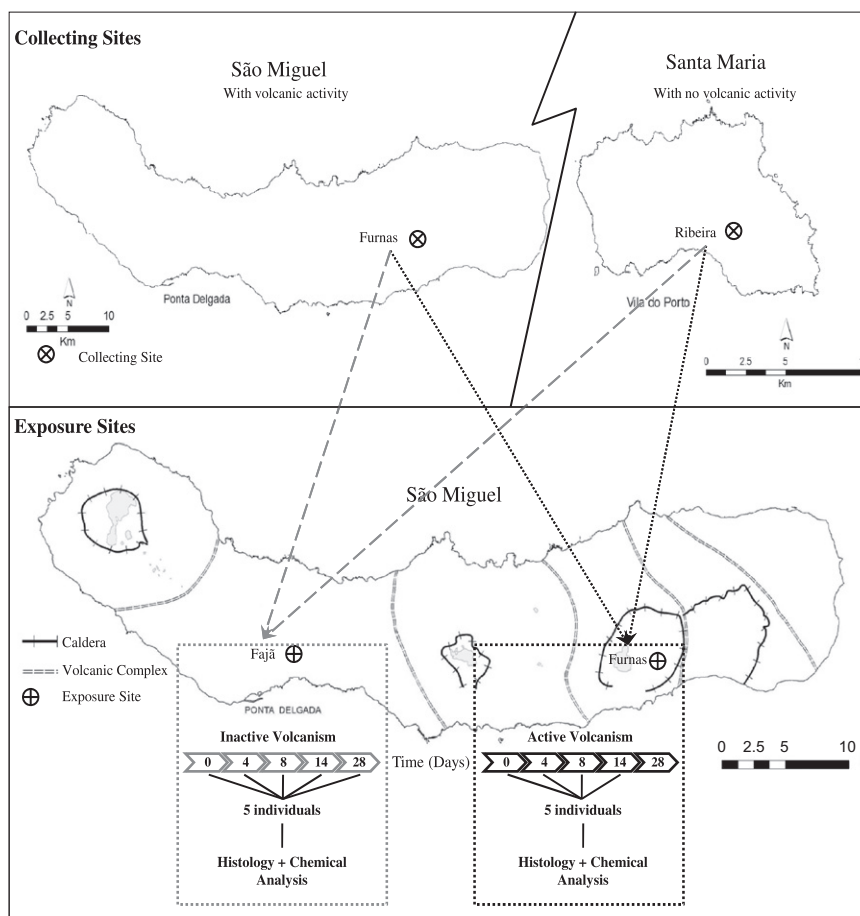 Collecting Sites
São Miguel
With volcanic activity
Santa Maria
With no volcanic activity
Furnas
Ribeira
Ponta Delgada
Vila do Porto
N
0 2.5 5 10
Km
Collecting Site
N
0 2.5 5
Km
Exposure Sites
São Miguel
Caldera
Volcanic Complex
Exposure Site
Fajã
Furnas
PONTA DELGADA
Inactive Volcanism
Active Volcanism
0 4 8 14 28
Time (Days)
0 4 8 14 28
0 2.5 5 10
5 individuals
5 individuals
Histology + Chemical
Analysis
Histology + Chemical
Analysis